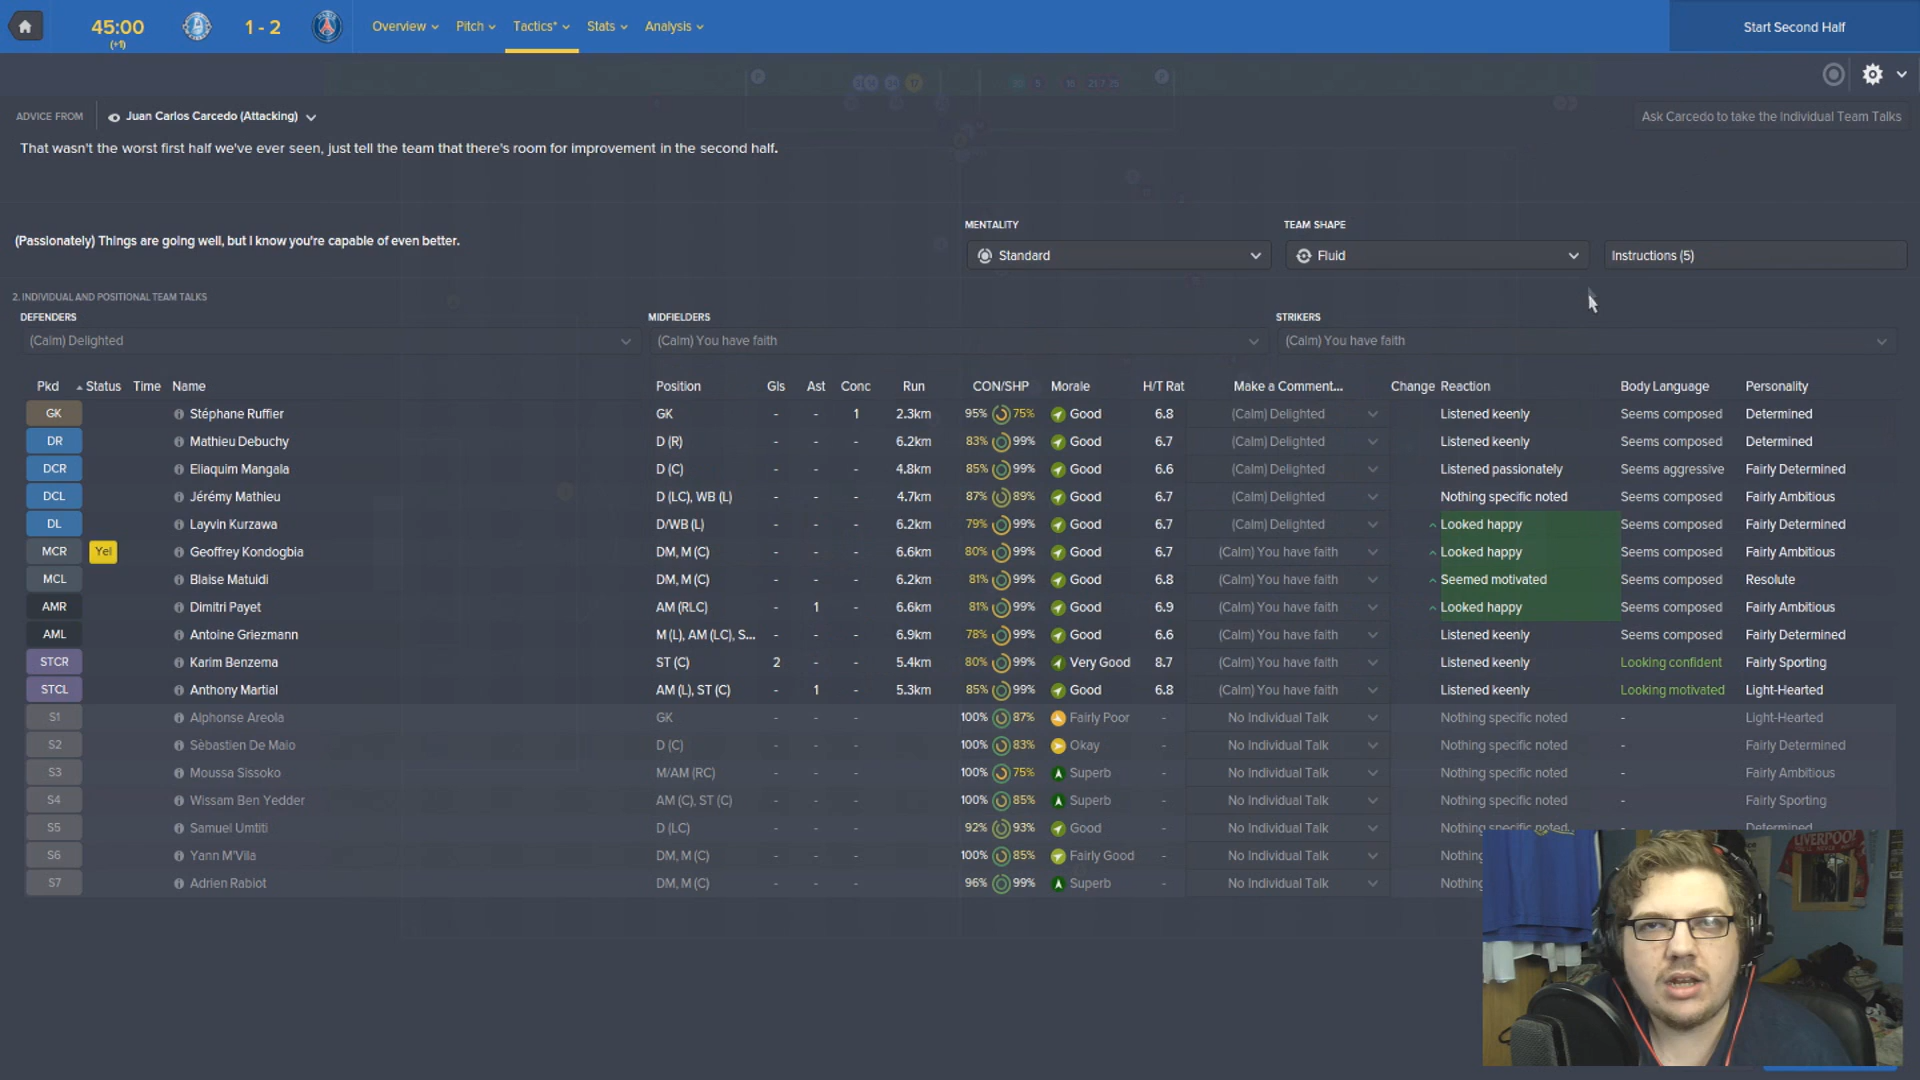 45:00
(+1)
1 - 2
Overview
Pitch
Tactics*
Stats
Analysis
Start Second Half
ADVICE FROM
Juan Carlos Carcedo (Attacking)
Ask Carcedo to take the Individual Team Talks
That wasn't the worst first half we've ever seen, just tell the team that there's room for improvement in the second half.
(Passionately) Things are going well, but I know you're capable of even better.
MENTALITY
Standard
TEAM SHAPE
Fluid
Instructions (5)
2. INDIVIDUAL AND POSITIONAL TEAM TALKS
DEFENDERS
(Calm) Delighted
MIDFIELDERS
(Calm) You have faith
STRIKERS
(Calm) You have faith
Pkd Status Time Name Position Gls Ast Conc Run CON/SHP Morale H/T Rat Make a Comment... Change Reaction Body Language Personality
GK Stéphane Ruffier GK - - 1 2.3km 95% 75% Good 6.8 (Calm) Delighted Listened keenly Seems composed Determined
DR Mathieu Debuchy D (R) - - - 6.2km 83% 99% Good 6.7 (Calm) Delighted Listened keenly Seems composed Determined
DCR Eliaquim Mangala D (C) - - - 4.8km 85% 99% Good 6.6 (Calm) Delighted Listened passionately Seems aggressive Fairly Determined
DCL Jérémy Mathieu D (LC), WB (L) - - - 4.7km 87% 89% Good 6.7 (Calm) Delighted Nothing specific noted Seems composed Fairly Ambitious
DL Layvin Kurzawa D/WB (L) - - - 6.2km 79% 99% Good 6.7 (Calm) Delighted Looked happy Seems composed Fairly Determined
MCR Yel Geoffrey Kondogbia DM, M (C) - - - 6.6km 80% 99% Good 6.7 (Calm) You have faith Looked happy Seems composed Fairly Ambitious
MCL Blaise Matuidi DM, M (C) - - - 6.2km 81% 99% Good 6.8 (Calm) You have faith Seemed motivated Seems composed Resolute
AMR Dimitri Payet AM (RLC) - 1 - 6.6km 81% 99% Good 6.9 (Calm) You have faith Looked happy Seems composed Fairly Ambitious
AML Antoine Griezmann M (L), AM (LC), S... - - - 6.9km 78% 99% Good 6.6 (Calm) You have faith Listened keenly Seems composed Fairly Determined
STCR Karim Benzema ST (C) 2 - - 5.4km 80% 99% Very Good 8.7 (Calm) You have faith Listened keenly Looking confident Fairly Sporting
STCL Anthony Martial AM (L), ST (C) - 1 - 5.3km 85% 99% Good 6.8 (Calm) You have faith Listened keenly Looking motivated Light-Hearted
S1 Alphonse Areola GK - - - 100% 87% Fairly Poor - No Individual Talk Nothing specific noted - Light-Hearted
S2 Sèbastien De Maio D (C) - - - 100% 83% Okay - No Individual Talk Nothing specific noted - Fairly Determined
S3 Moussa Sissoko M/AM (RC) - - - 100% 75% Superb - No Individual Talk Nothing specific noted - Fairly Ambitious
S4 Wissam Ben Yedder AM (C), ST (C) - - - 100% 85% Superb - No Individual Talk Nothing specific noted - Fairly Sporting
S5 Samuel Umtiti D (LC) - - - 92% 93% Good - No Individual Talk Nothing specific noted - Determined
S6 Yann M'Vila DM, M (C) - - - 100% 85% Fairly Good - No Individual Talk Nothing
S7 Adrien Rabiot DM, M (C) - - - 96% 99% Superb - No Individual Talk Nothing
LIVERPOOL